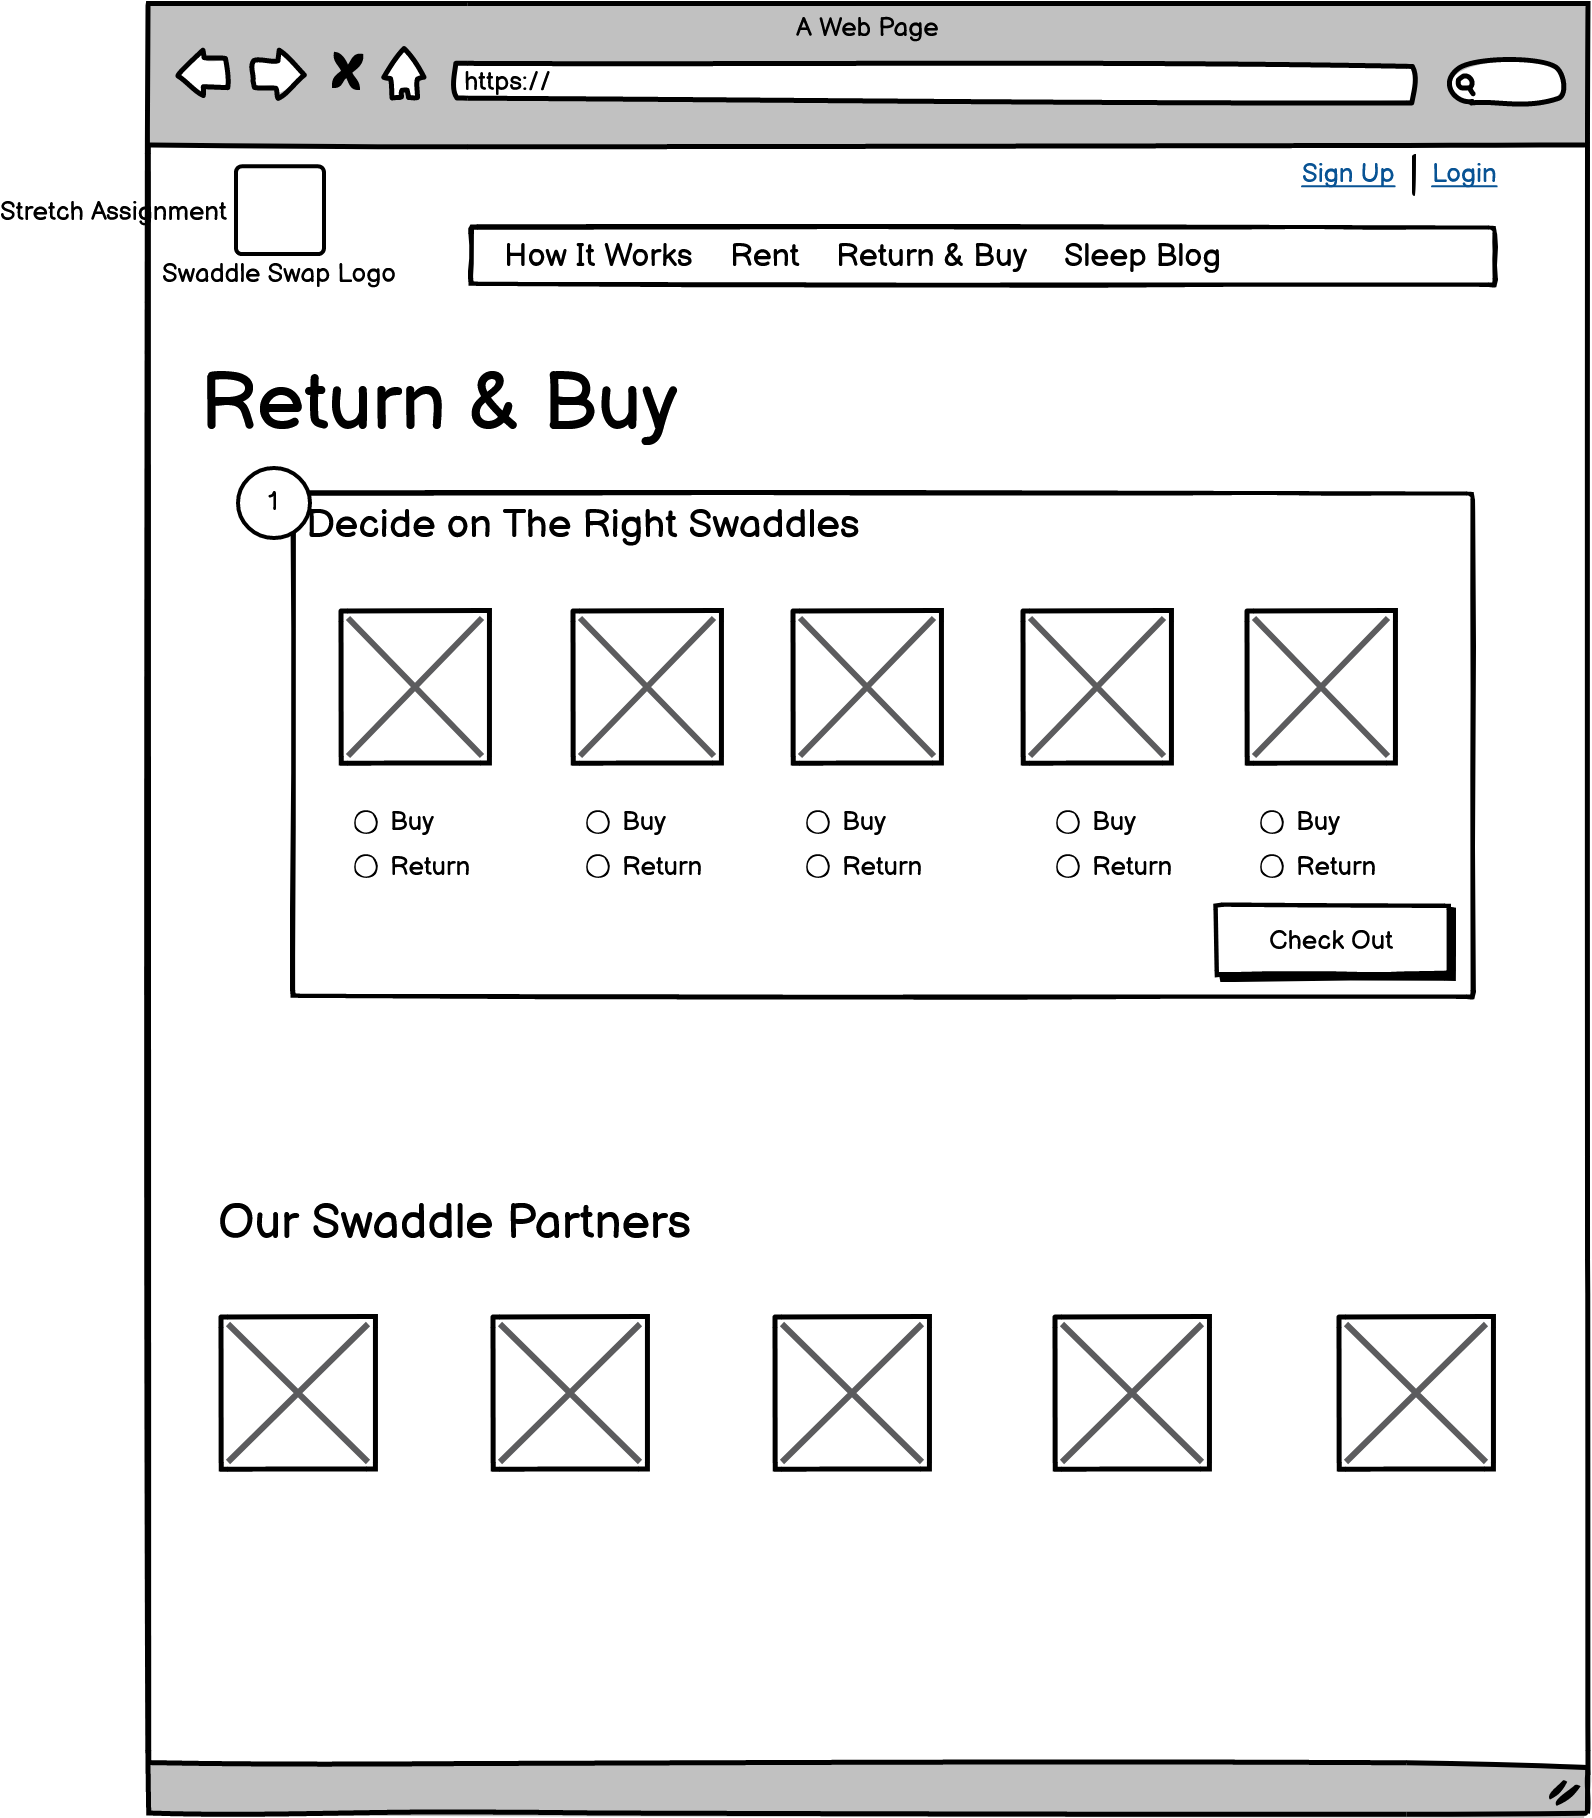 A Web Page
https://
Sign Up Login
Stretch Assignment
Swaddle Swap Logo
How It Works Rent Return & Buy Sleep Blog
Return & Buy
1
Decide on The Right Swaddles
Buy Buy Buy Buy Buy
Return Return Return Return Return
Check Out
Our Swaddle Partners